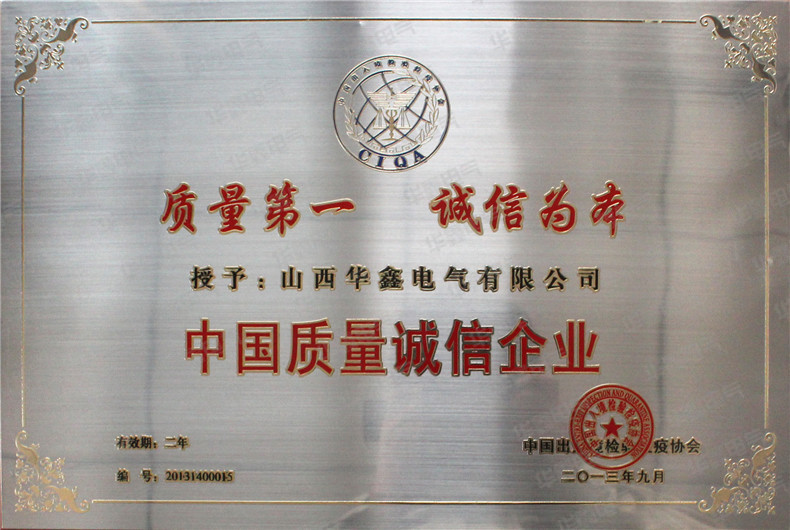 CIQA
质量第一 诚信为本
授予：山西华鑫电气有限公司
中国质量诚信企业
有效期：二年
中国出入境检验检疫协会
编 号：20131400015
二〇一三年九月